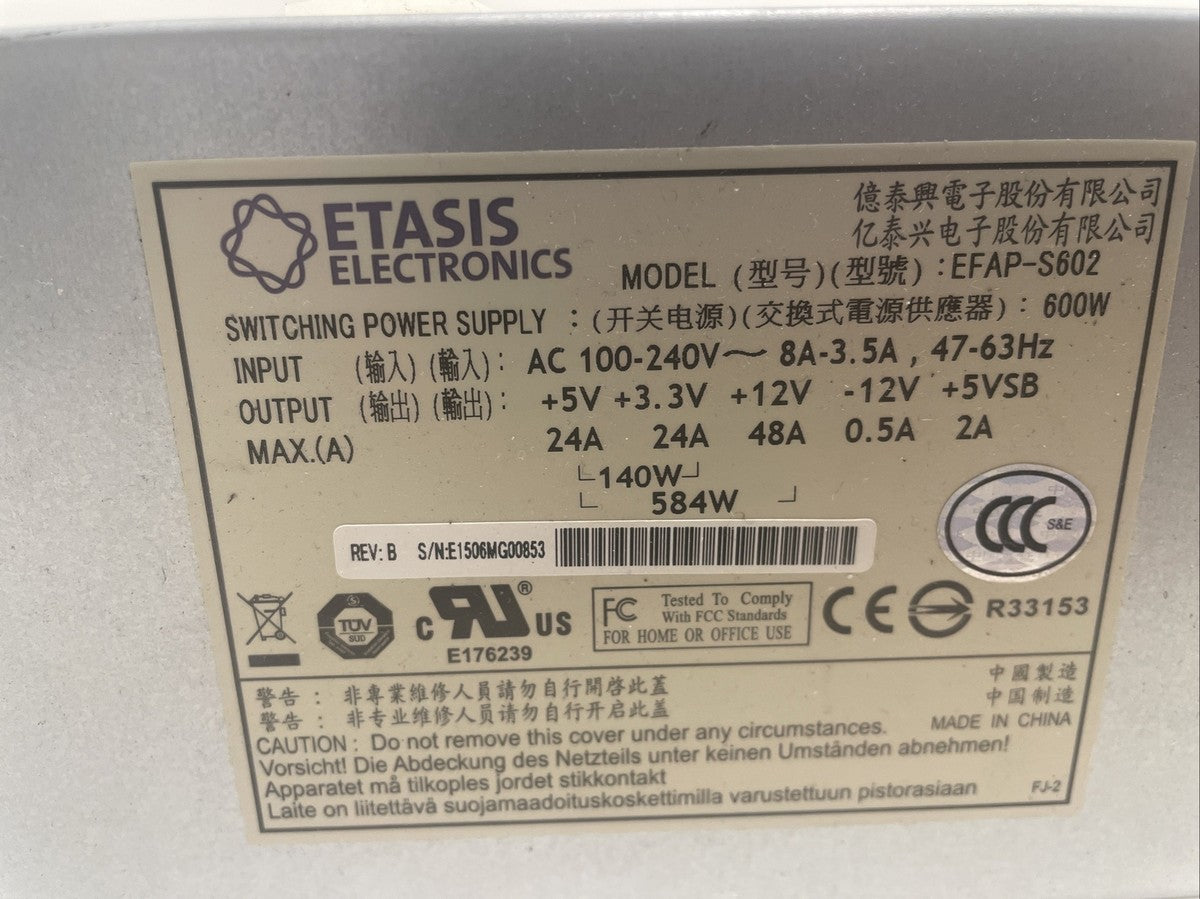 ETASIS
ELECTRONICS
億泰興電子股份有限公司
亿泰兴电子股份有限公司
MODEL (型号)(型號) : EFAP-S602
SWITCHING POWER SUPPLY : (开关电源)(交換式電源供應器) : 600W
INPUT (输入) (輸入) : AC 100-240V～ 8A-3.5A , 47-63Hz
OUTPUT (输出) (輸出) : +5V +3.3V +12V -12V +5VSB
MAX.(A) 24A 24A 48A 0.5A 2A
140W
584W
CCC S&E
REV: B S/N:E1506MG00853
TÜV SÜD
c RU ® US
E176239
FC Tested To Comply
With FCC Standards
FOR HOME OR OFFICE USE
CE
R33153
警告 : 非專業維修人員請勿自行開啓此蓋
警告 : 非专业维修人员请勿自行开启此盖
中國製造
中国制造
MADE IN CHINA
CAUTION : Do not remove this cover under any circumstances.
Vorsicht! Die Abdeckung des Netzteils unter keinen Umständen abnehmen!
Apparatet må tilkoples jordet stikkontakt
Laite on liitettävä suojamaadoituskoskettimilla varustettuun pistorasiaan
FJ-2